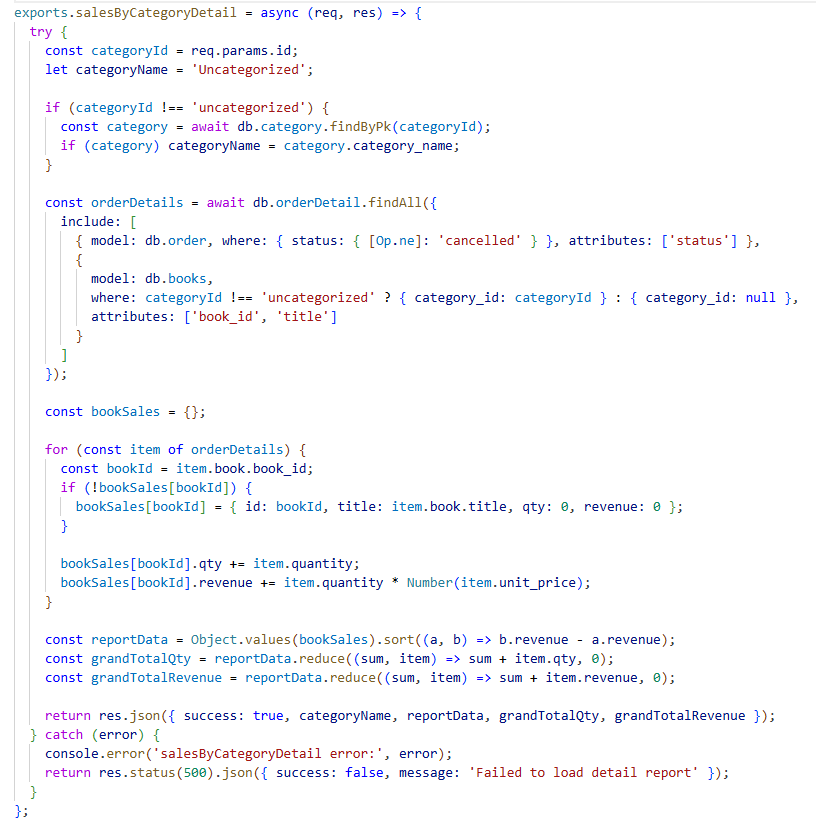 exports.salesByCategoryDetail = async (req, res) => {
  try {
    const categoryId = req.params.id;
    let categoryName = 'Uncategorized';

    if (categoryId !== 'uncategorized') {
      const category = await db.category.findByPk(categoryId);
      if (category) categoryName = category.category_name;
    }

    const orderDetails = await db.orderDetail.findAll({
      include: [
        { model: db.order, where: { status: { [Op.ne]: 'cancelled' } }, attributes: ['status'] },
        {
          model: db.books,
          where: categoryId !== 'uncategorized' ? { category_id: categoryId } : { category_id: null },
          attributes: ['book_id', 'title']
        }
      ]
    });

    const bookSales = {};

    for (const item of orderDetails) {
      const bookId = item.book.book_id;
      if (!bookSales[bookId]) {
        bookSales[bookId] = { id: bookId, title: item.book.title, qty: 0, revenue: 0 };
      }

      bookSales[bookId].qty += item.quantity;
      bookSales[bookId].revenue += item.quantity * Number(item.unit_price);
    }

    const reportData = Object.values(bookSales).sort((a, b) => b.revenue - a.revenue);
    const grandTotalQty = reportData.reduce((sum, item) => sum + item.qty, 0);
    const grandTotalRevenue = reportData.reduce((sum, item) => sum + item.revenue, 0);

    return res.json({ success: true, categoryName, reportData, grandTotalQty, grandTotalRevenue });
  } catch (error) {
    console.error('salesByCategoryDetail error:', error);
    return res.status(500).json({ success: false, message: 'Failed to load detail report' });
  }
};